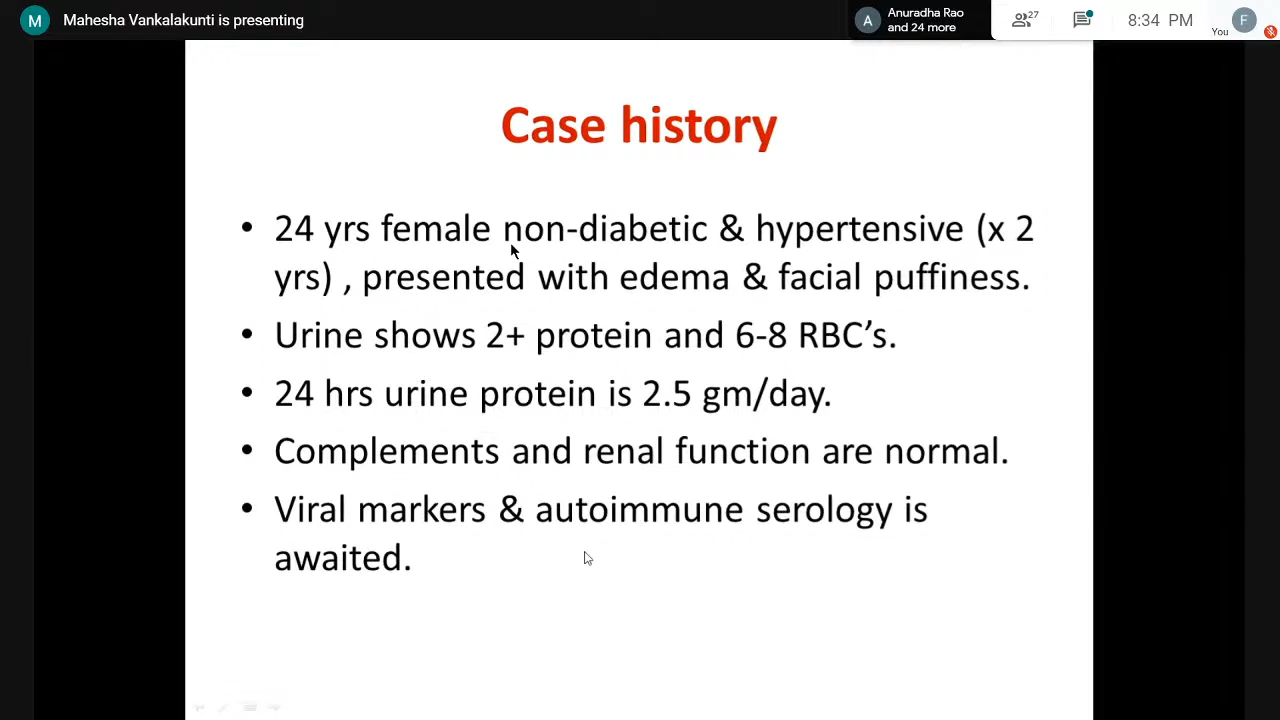 M Mahesha Vankalakunti is presenting
A Anuradha Rao
and 24 more
27
8:34 PM
You
F
Case history
• 24 yrs female non-diabetic & hypertensive (x 2
yrs) , presented with edema & facial puffiness.
• Urine shows 2+ protein and 6-8 RBC’s.
• 24 hrs urine protein is 2.5 gm/day.
• Complements and renal function are normal.
• Viral markers & autoimmune serology is
awaited.